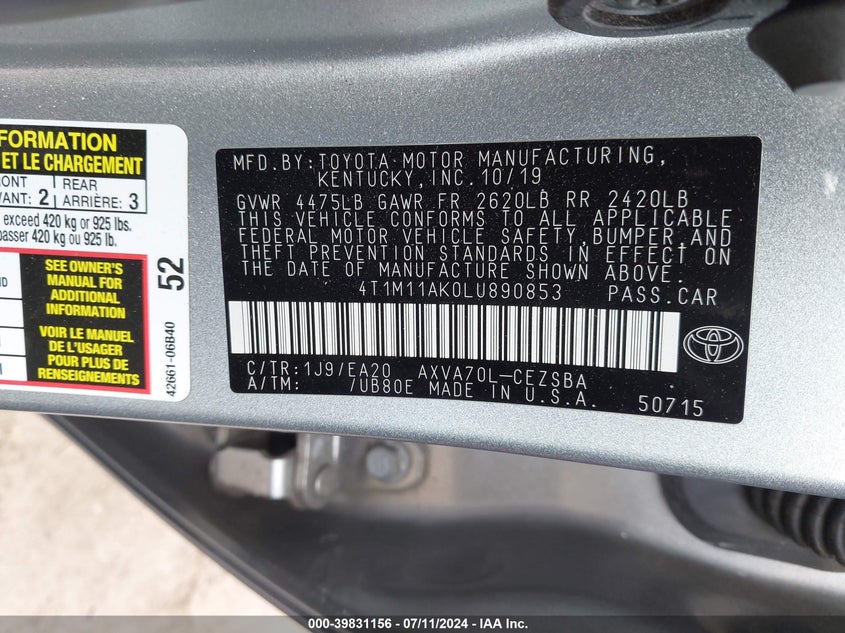 FORMATION
ET LE CHARGEMENT
REAR
VANT: 2 ARRIÈRE: 3
exceed 420 kg or 925 lbs.
passer 420 kg ou 925 lb.
SEE OWNER'S
MANUAL FOR
ADDITIONAL
INFORMATION
VOIR LE MANUEL
DE L'USAGER
POUR PLUS DE
RENSEIGNEMENTS
52
42661-06B40
MFD.BY:TOYOTA MOTOR MANUFACTURING,
KENTUCKY,INC.10/19
GVWR 4475LB GAWR FR 2620LB RR 2420LB
THIS VEHICLE CONFORMS TO ALL APPLICABLE
FEDERAL MOTOR VEHICLE SAFETY,BUMPER,AND
THEFT PREVENTION STANDARDS IN EFFECT ON
THE DATE OF MANUFACTURE SHOWN ABOVE.
4T1M11AK0LU890853 PASS.CAR
C/TR:1J9/EA20 AXVA70L-CEZSBA
A/TM: /UB80E MADE IN U.S.A. 50715
000-39831156 - 07/11/2024 - IAA Inc.